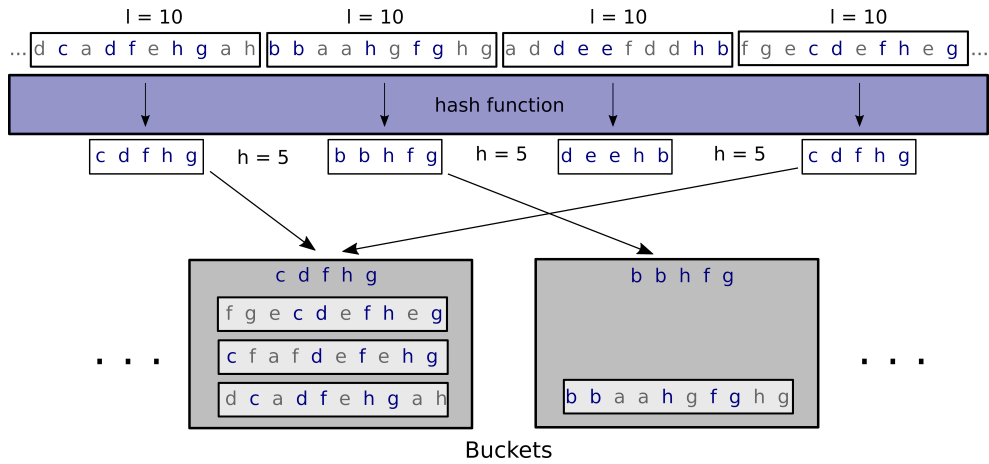 l = 10 l = 10 l = 10 l = 10
... d c a d f e h g a h b b a a h g f g h g a d d e e f d d h b f g e c d e f h e g ...
hash function
c d f h g h = 5 b b h f g h = 5 d e e h b h = 5 c d f h g
c d f h g b b h f g
f g e c d e f h e g
. . . c f a f d e f e h g . . .
d c a d f e h g a h b b a a h g f g h g
Buckets